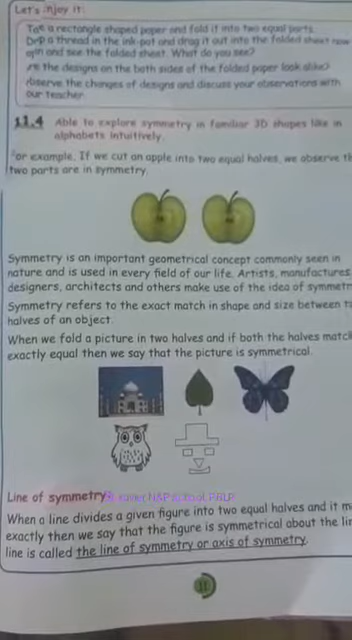 Let's njoy it:
a rectangle shaped paper and fold it into two equal parts.
a thread in the ink-pot and drag it out into the folded sheet now
and see the folded sheet. What do you see?
the designs on the both sides of the folded paper look alike?
bserve the changes of designs and discuss your observations with
our teacher.
11.4 Able to explore symmetry in familiar 3D shapes like in
alphabets intuitively.
or example. If we cut an apple into two equal halves, we observe th
two parts are in symmetry.
Symmetry is an important geometrical concept commonly seen in
nature and is used in every field of our life. Artists, manufactures
designers, architects and others make use of the idea of symmetr
Symmetry refers to the exact match in shape and size between t
halves of an object.
When we fold a picture in two halves and if both the halves match
exactly equal then we say that the picture is symmetrical.
Line of symmetry
When a line divides a given figure into two equal halves and it m
exactly then we say that the figure is symmetrical about the lin
line is called the line of symmetry or axis of symmetry.